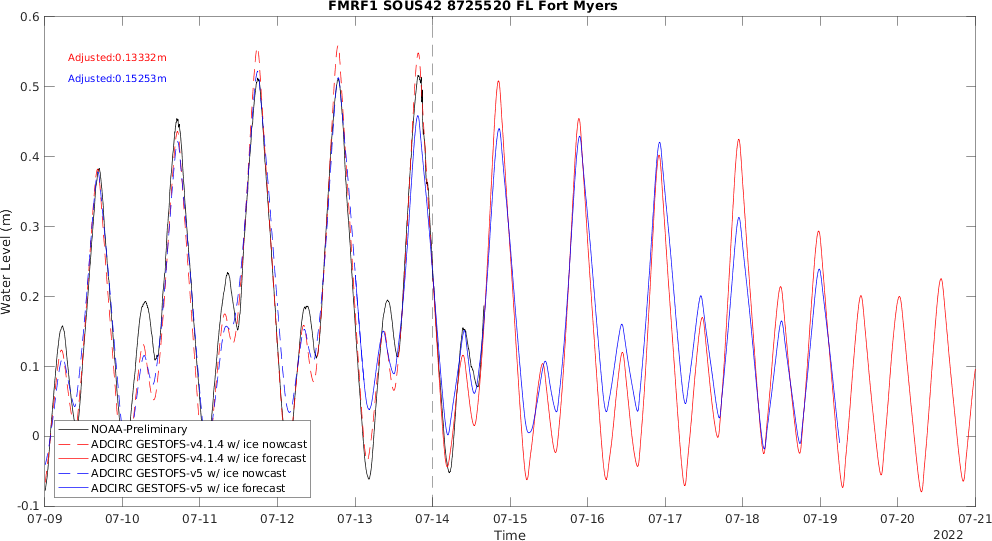 FMRF1 SOUS42 8725520 FL Fort Myers
0.6
Adjusted:0.13332m
Adjusted:0.15253m
0.5
0.4
0.3
0.2
0.1
0
-0.1
Water Level (m)
NOAA-Preliminary
ADCIRC GESTOFS-v4.1.4 w/ ice nowcast
ADCIRC GESTOFS-v4.1.4 w/ ice forecast
ADCIRC GESTOFS-v5 w/ ice nowcast
ADCIRC GESTOFS-v5 w/ ice forecast
07-09 07-10 07-11 07-12 07-13 07-14 07-15 07-16 07-17 07-18 07-19 07-20 07-21
Time
2022